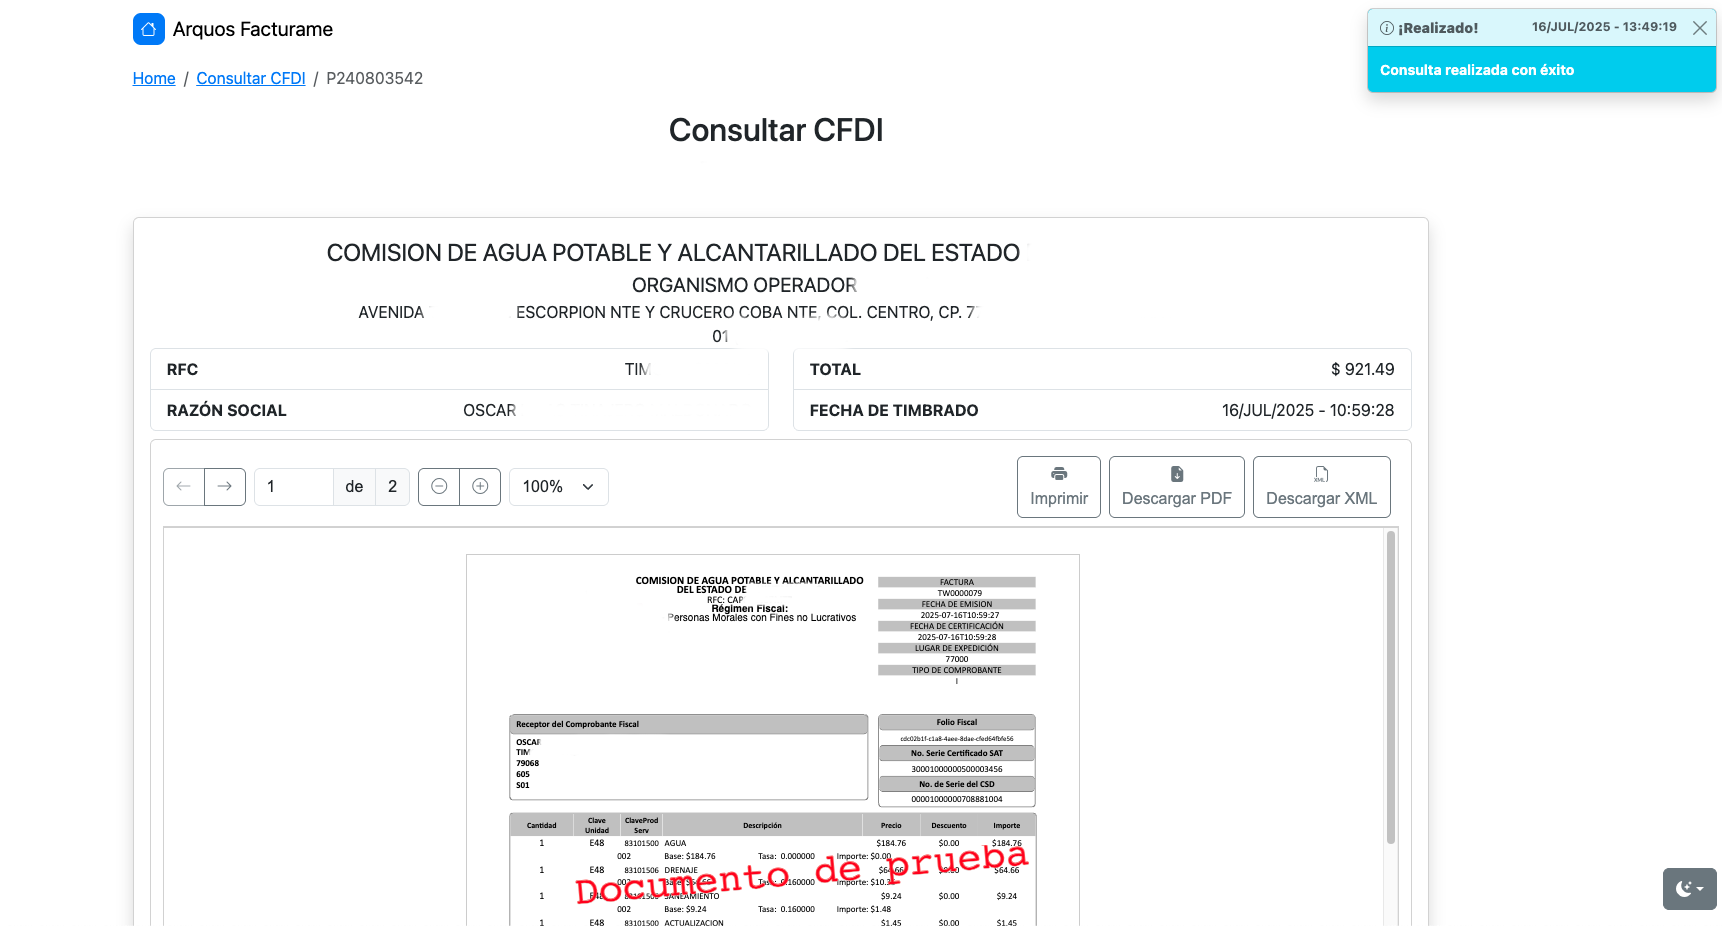 Arquos Facturame
Home / Consultar CFDI / P240803542
¡Realizado! 16/JUL/2025 - 13:49:19
Consulta realizada con éxito
Consultar CFDI
COMISION DE AGUA POTABLE Y ALCANTARILLADO DEL ESTADO
ORGANISMO OPERADOR
AVENIDA ESCORPION NTE Y CRUCERO COBA NTE, COL. CENTRO, CP. 7
01
RFC TIM
RAZÓN SOCIAL OSCAR
TOTAL $ 921.49
FECHA DE TIMBRADO 16/JUL/2025 - 10:59:28
1 de 2 100%
Imprimir
Descargar PDF
XML
Descargar XML
COMISION DE AGUA POTABLE Y ALCANTARILLADO
DEL ESTADO DE
RFC: CAP
Régimen Fiscal:
Personas Morales con Fines no Lucrativos
FACTURA
TW0000079
FECHA DE EMISION
2025-07-16T10:59:27
FECHA DE CERTIFICACIÓN
2025-07-16T10:59:28
LUGAR DE EXPEDICIÓN
77000
TIPO DE COMPROBANTE
I
Receptor del Comprobante Fiscal
OSCAR
TIM
79068
605
S01
Folio Fiscal
cdc02b1f-c1a8-4aee-8dae-cfed64fbfe56
No. Serie Certificado SAT
30001000000500003456
No. de Serie del CSD
00001000000708881004
Cantidad Clave Unidad ClaveProd Serv Descripción Precio Descuento Importe
1 E48 83101500 AGUA $184.76 $0.00 $184.76
002 Base: $184.76 Tasa: 0.000000 Importe: $0.00
1 E48 83101506 DRENAJE $64.66 $0.00 $64.66
002 Base: $64.66 Tasa: 0.160000 Importe: $10.35
1 E48 83101506 SANEAMIENTO $9.24 $0.00 $9.24
002 Base: $9.24 Tasa: 0.160000 Importe: $1.48
1 E48 83101500 ACTUALIZACION $1.45 $0.00 $1.45
Documento de prueba